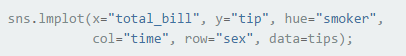 sns.lmplot(x="total_bill", y="tip", hue="smoker",
           col="time", row="sex", data=tips);